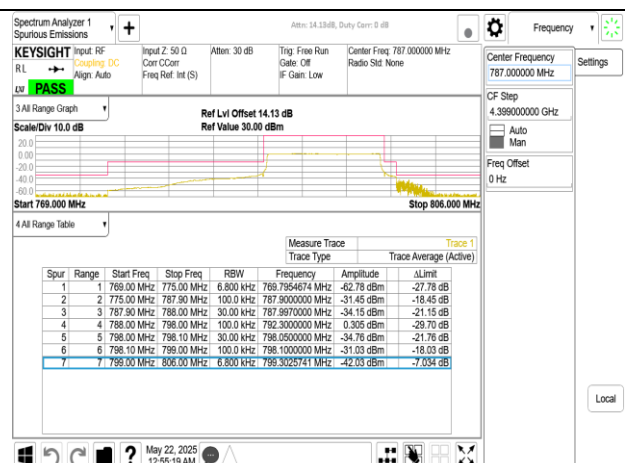 Spectrum Analyzer 1
Spurious Emissions
Attn: 14.13dB, Duty Carr: 0 dB
Frequency
KEYSIGHT Input: RF Input Z: 50 Ω Atten: 30 dB Trig: Free Run Center Freq: 787.000000 MHz
RL Coupling: DC Corr CCorr Gate: Off Radio Std: None
Align: Auto Freq Ref: Int (S) IF Gain: Low
LXI PASS
Center Frequency
787.000000 MHz
Settings
CF Step
4.399000000 GHz
Auto
Man
Freq Offset
0 Hz
3 All Range Graph
Ref Lvl Offset 14.13 dB
Scale/Div 10.0 dB Ref Value 30.00 dBm
20.0
0.00
-20.0
-40.0
-60.0
Start 769.000 MHz Stop 806.000 MHz
4 All Range Table
Measure Trace Trace 1
Trace Type Trace Average (Active)
Spur Range Start Freq Stop Freq RBW Frequency Amplitude ΔLimit
1 1 769.00 MHz 775.00 MHz 6.800 kHz 769.7954674 MHz -62.78 dBm -27.78 dB
2 2 775.00 MHz 787.90 MHz 100.0 kHz 787.9000000 MHz -31.45 dBm -18.45 dB
3 3 787.90 MHz 788.00 MHz 30.00 kHz 787.9970000 MHz -34.15 dBm -21.15 dB
4 4 788.00 MHz 798.00 MHz 100.0 kHz 792.3000000 MHz 0.305 dBm -29.70 dB
5 5 798.00 MHz 798.10 MHz 30.00 kHz 798.0500000 MHz -34.76 dBm -21.76 dB
6 6 798.10 MHz 799.00 MHz 100.0 kHz 798.1000000 MHz -31.03 dBm -18.03 dB
7 7 799.00 MHz 806.00 MHz 6.800 kHz 799.3025741 MHz -42.03 dBm -7.034 dB
Local
? May 22, 2025
12:55:19 AM